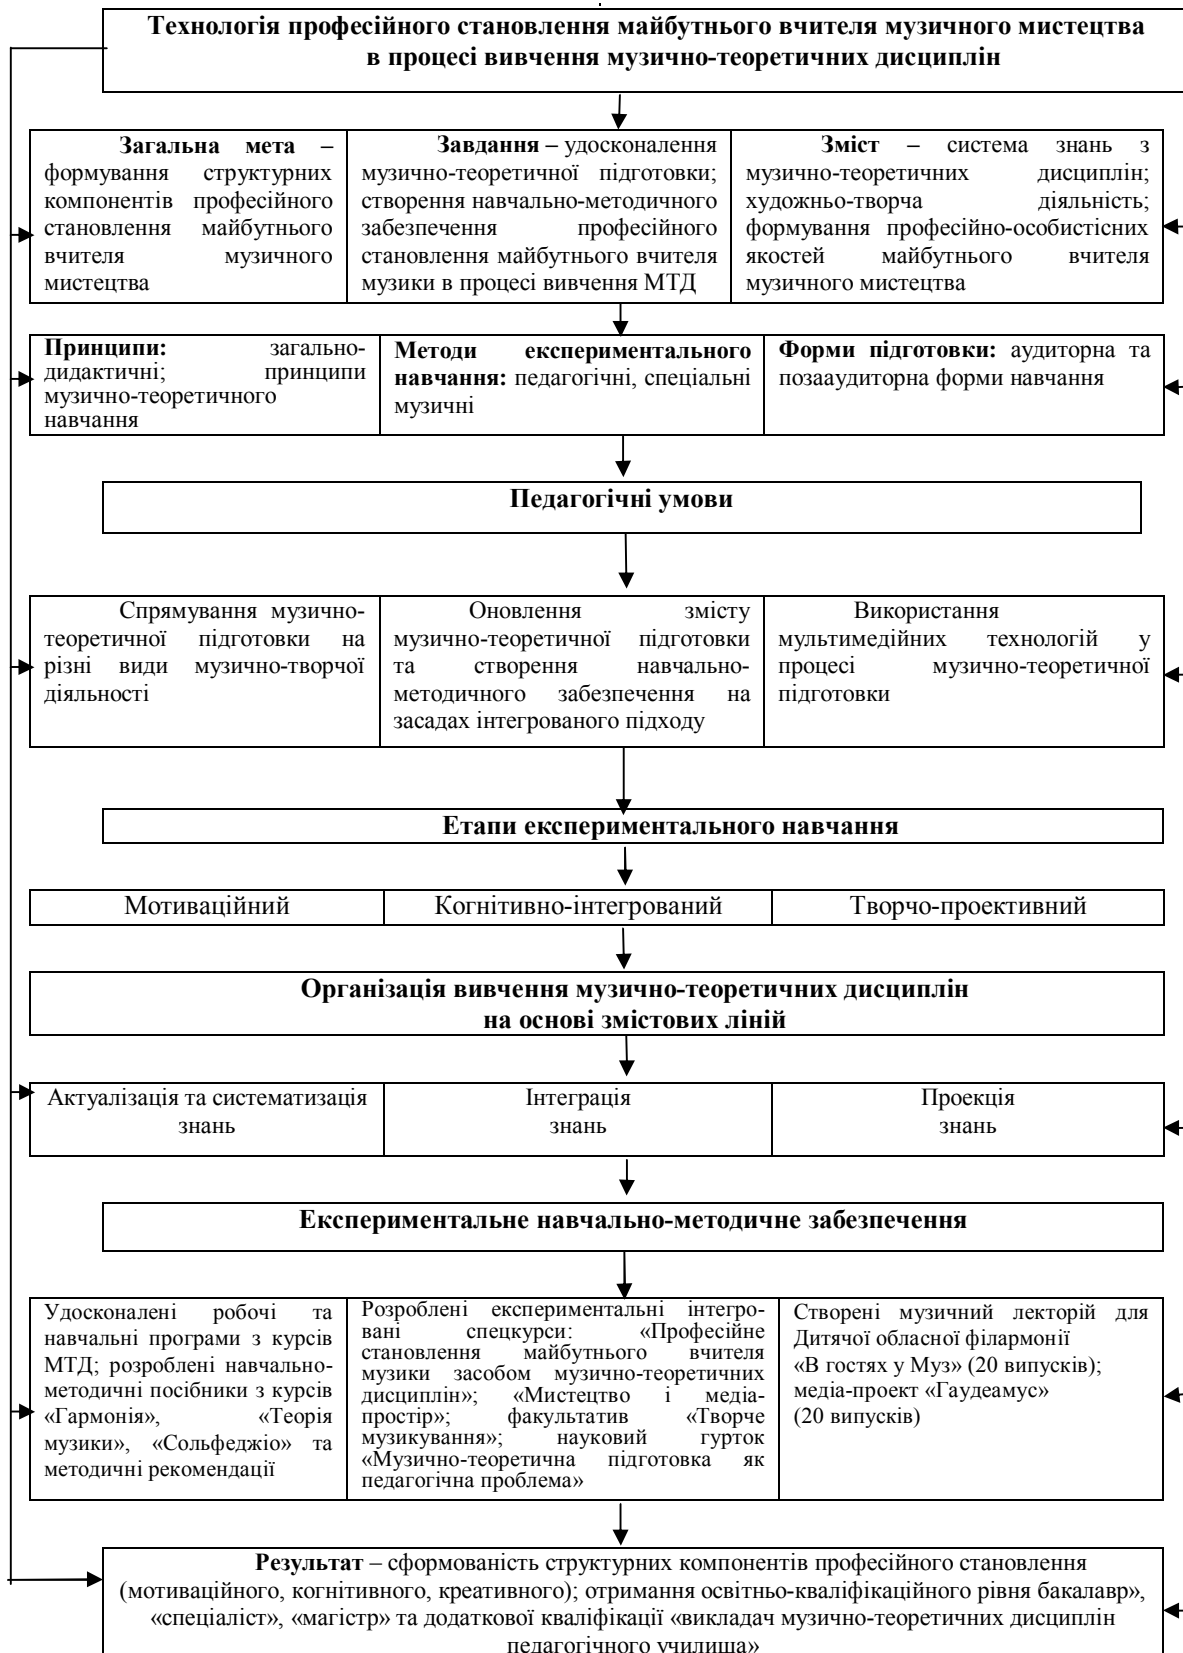 Технологія професійного становлення майбутнього вчителя музичного мистецтва
в процесі вивчення музично-теоретичних дисциплін
Загальна мета –
формування структурних
компонентів професійного
становлення майбутнього
вчителя музичного
мистецтва
Завдання – удосконалення
музично-теоретичної підготовки;
створення навчально-методичного
забезпечення професійного
становлення майбутнього вчителя
музики в процесі вивчення МТД
Зміст – система знань з
музично-теоретичних дисциплін;
художньо-творча діяльність;
формування професійно-особистісних
якостей майбутнього вчителя
музичного мистецтва
Принципи: загально-
дидактичні; принципи
музично-теоретичного
навчання
Методи експериментального
навчання: педагогічні, спеціальні
музичні
Форми підготовки: аудиторна та
позааудиторна форми навчання
Педагогічні умови
Спрямування музично-
теоретичної підготовки на
різні види музично-творчої
діяльності
Оновлення змісту
музично-теоретичної підготовки
та створення навчально-
методичного забезпечення на
засадах інтегрованого підходу
Використання
мультимедійних технологій у
процесі музично-теоретичної
підготовки
Етапи експериментального навчання
Мотиваційний
Когнітивно-інтегрований
Творчо-проективний
Організація вивчення музично-теоретичних дисциплін
на основі змістових ліній
Актуалізація та систематизація
знань
Інтеграція
знань
Проекція
знань
Експериментальне навчально-методичне забезпечення
Удосконалені робочі та
навчальні програми з курсів
МТД; розроблені навчально-
методичні посібники з курсів
«Гармонія», «Теорія
музики», «Сольфеджіо» та
методичні рекомендації
Розроблені експериментальні інтегро-
вані спецкурси: «Професійне
становлення майбутнього вчителя
музики засобом музично-теоретичних
дисциплін»; «Мистецтво і медіа-
простір»; факультатив «Творче
музикування»; науковий гурток
«Музично-теоретична підготовка як
педагогічна проблема»
Створені музичний лекторій для
Дитячої обласної філармонії
«В гостях у Муз» (20 випусків);
медіа-проект «Гаудеамус»
(20 випусків)
Результат – сформованість структурних компонентів професійного становлення
(мотиваційного, когнітивного, креативного); отримання освітньо-кваліфікаційного рівня бакалавр»,
«спеціаліст», «магістр» та додаткової кваліфікації «викладач музично-теоретичних дисциплін
педагогічного училища»